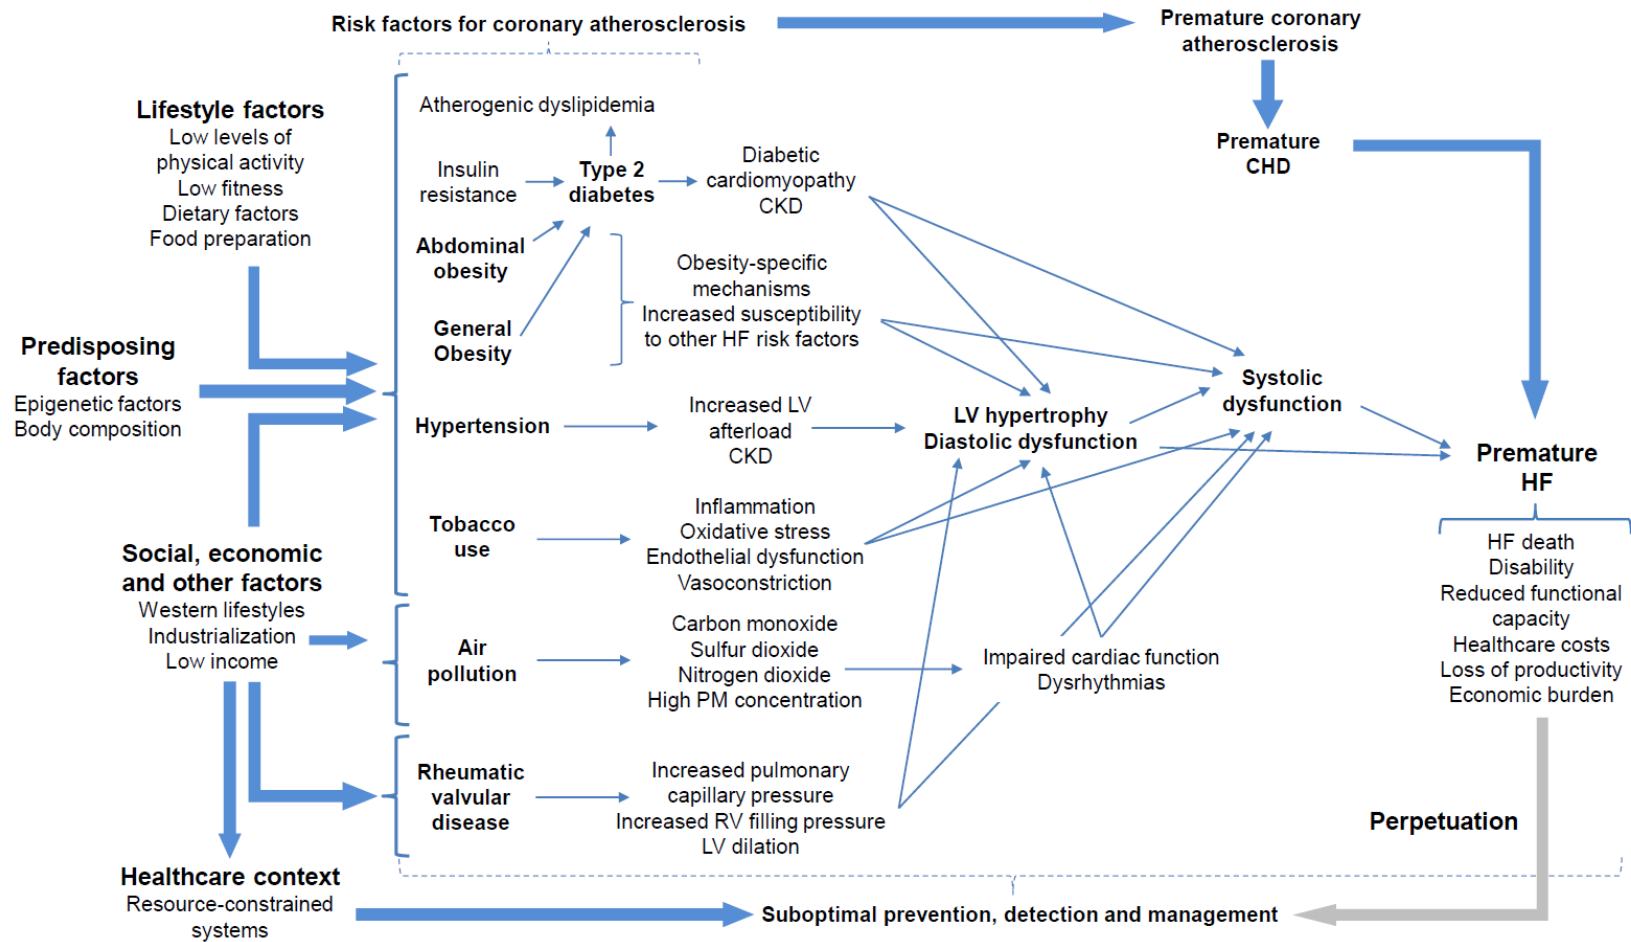 Risk factors for coronary atherosclerosis
Premature coronary
atherosclerosis
Premature
CHD
Lifestyle factors
Low levels of
physical activity
Low fitness
Dietary factors
Food preparation
Predisposing
factors
Epigenetic factors
Body composition
Social, economic
and other factors
Western lifestyles
Industrialization
Low income
Healthcare context
Resource-constrained
systems
Atherogenic dyslipidemia
Insulin
resistance
Type 2
diabetes
Diabetic
cardiomyopathy
CKD
Abdominal
obesity
General
Obesity
Obesity-specific
mechanisms
Increased susceptibility
to other HF risk factors
Hypertension
Increased LV
afterload
CKD
LV hypertrophy
Diastolic dysfunction
Systolic
dysfunction
Tobacco
use
Inflammation
Oxidative stress
Endothelial dysfunction
Vasoconstriction
Air
pollution
Carbon monoxide
Sulfur dioxide
Nitrogen dioxide
High PM concentration
Impaired cardiac function
Dysrhythmias
Rheumatic
valvular
disease
Increased pulmonary
capillary pressure
Increased RV filling pressure
LV dilation
Premature
HF
HF death
Disability
Reduced functional
capacity
Healthcare costs
Loss of productivity
Economic burden
Perpetuation
Suboptimal prevention, detection and management